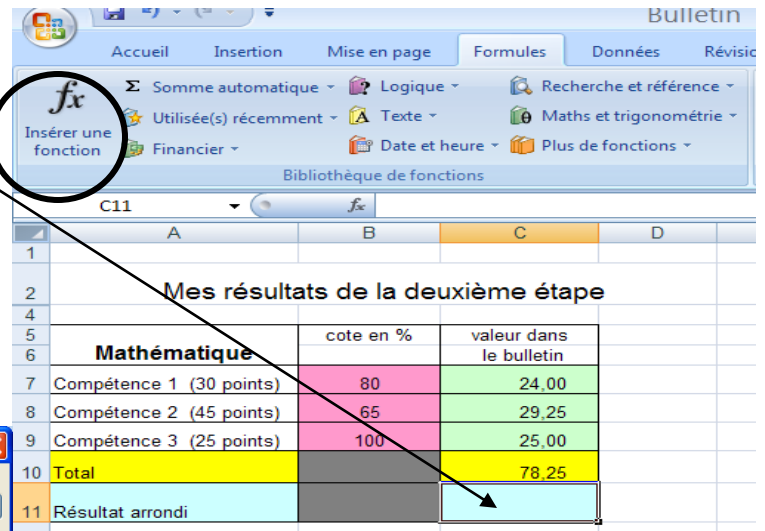 Bulletin
Accueil Insertion Mise en page Formules Données Révisio
fx Insérer une fonction
Σ Somme automatique Logique Recherche et référence
Utilisée(s) récemment Texte Maths et trigonométrie
Financier Date et heure Plus de fonctions
Bibliothèque de fonctions
C11 fx
A B C D
1
2 Mes résultats de la deuxième étape
4
5 cote en % valeur dans
6 Mathématique le bulletin
7 Compétence 1 (30 points) 80 24,00
8 Compétence 2 (45 points) 65 29,25
9 Compétence 3 (25 points) 100 25,00
10 Total 78,25
11 Résultat arrondi